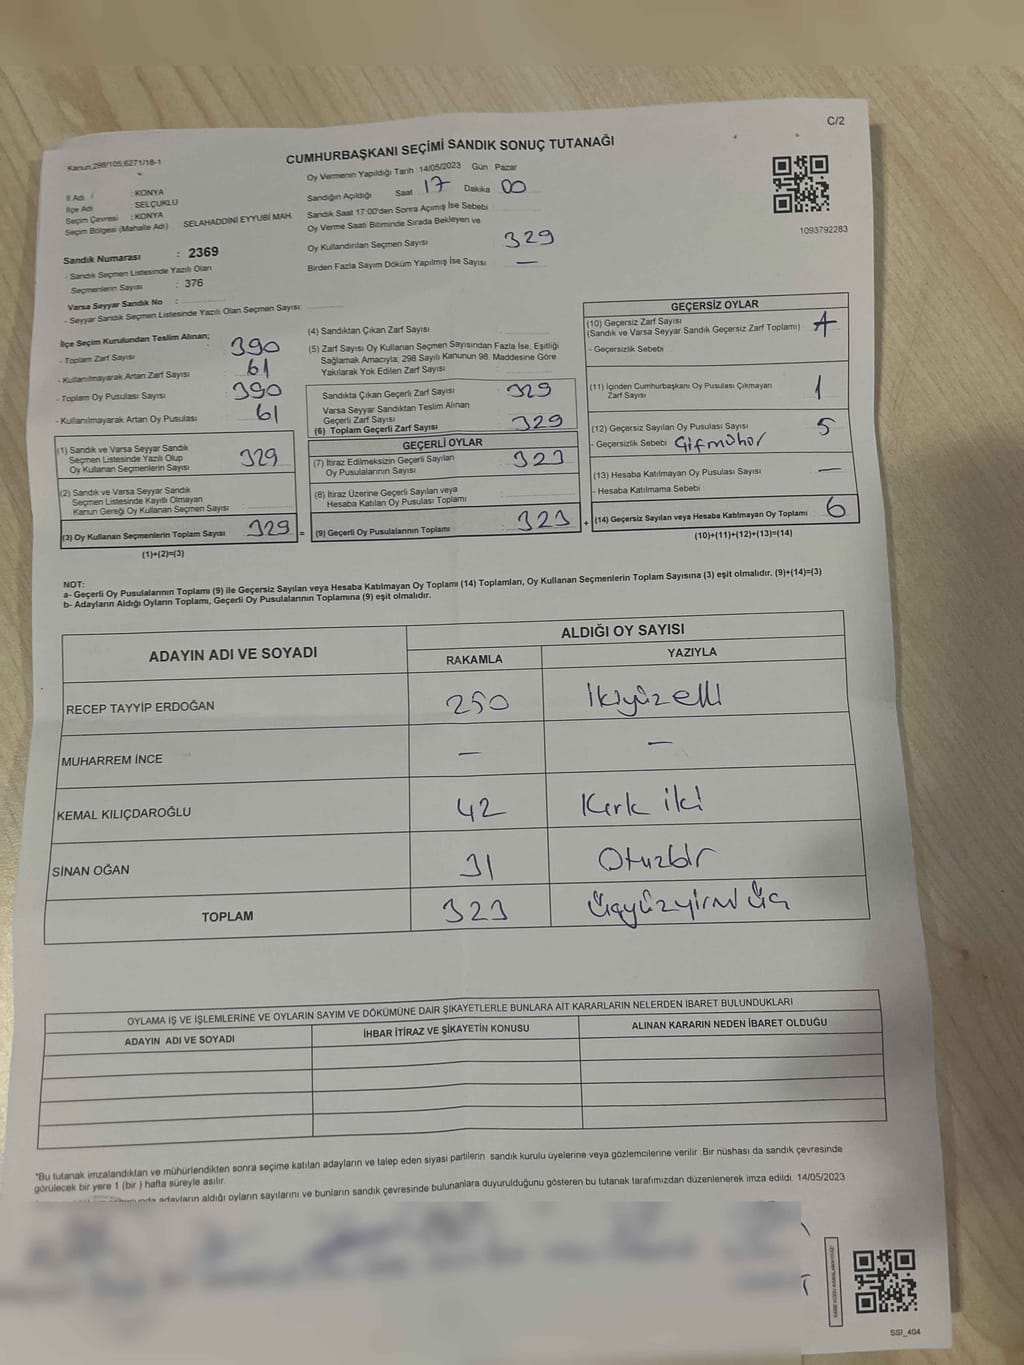 C/2
Kanun:298/105;6271/18-1
CUMHURBAŞKANI SEÇİMİ SANDIK SONUÇ TUTANAĞI
Oy Vermenin Yapıldığı Tarih :14/05/2023 Gün : Pazar
İl Adı : KONYA
İlçe Adı : SELÇUKLU
Seçim Çevresi : KONYA
Seçim Bölgesi (Mahalle Adı) SELAHADDİNİ EYYUBİ MAH.
Sandığın Açıldığı Saat 17 Dakika 00
Sandık Saat 17:00'den Sonra Açımış İse Sebebi :
Oy Verme Saati Bitiminde Sırada Bekleyen ve
Oy Kullandırılan Seçmen Sayısı : 329
Birden Fazla Sayım Döküm Yapılmış İse Sayısı —
1093792283
Sandık Numarası : 2369
- Sandık Seçmen Listesinde Yazılı Olan
Seçmenlerin Sayısı : 376
Varsa Seyyar Sandık No :
- Seyyar Sandık Seçmen Listesinde Yazılı Olan Seçmen Sayısı:
İlçe Seçim Kurulundan Teslim Alınan;
- Toplam Zarf Sayısı 390
- Kullanılmayarak Artan Zarf Sayısı 61
- Toplam Oy Pusulası Sayısı 390
- Kullanılmayarak Artan Oy Pusulası 61
(1) Sandık ve Varsa Seyyar Sandık
Seçmen Listesinde Yazılı Olup
Oy Kullanan Seçmenlerin Sayısı 329
(2) Sandık ve Varsa Seyyar Sandık
Seçmen Listesinde Kayıtlı Olmayan
Kanun Gereği Oy Kullanan Seçmen Sayısı :
(3) Oy Kullanan Seçmenlerin Toplam Sayısı 329 =
(1)+(2)=(3)
(4) Sandıktan Çıkan Zarf Sayısı :
(5) Zarf Sayısı Oy Kullanan Seçmen Sayısından Fazla İse, Eşitliği
Sağlamak Amacıyla; 298 Sayılı Kanunun 98. Maddesine Göre
Yakılarak Yok Edilen Zarf Sayısı :
Sandıkta Çıkan Geçerli Zarf Sayısı : 329
Varsa Seyyar Sandıktan Teslim Alınan
Geçerli Zarf Sayısı
(6) Toplam Geçerli Zarf Sayısı : 329
GEÇERLİ OYLAR
(7) İtiraz Edilmeksizin Geçerli Sayılan
Oy Pusulalarının Sayısı : 323
(8) İtiraz Üzerine Geçerli Sayılan veya
Hesaba Katılan Oy Pusulası Toplamı :
(9) Geçerli Oy Pusulalarının Toplamı : 323 +
GEÇERSİZ OYLAR
(10) Geçersiz Zarf Sayısı
(Sandık ve Varsa Seyyar Sandık Geçersiz Zarf Toplamı) :
- Geçersizlik Sebebi :
(11) İçinden Cumhurbaşkanı Oy Pusulası Çıkmayan
Zarf Sayısı : 1
(12) Geçersiz Sayılan Oy Pusulası Sayısı : 5
- Geçersizlik Sebebi Çifmühür
(13) Hesaba Katılmayan Oy Pusulası Sayısı : —
- Hesaba Katılmama Sebebi :
(14) Geçersiz Sayılan veya Hesaba Katılmayan Oy Toplamı : 6
(10)+(11)+(12)+(13)=(14)
NOT:
a- Geçerli Oy Pusulalarının Toplamı (9) ile Geçersiz Sayılan veya Hesaba Katılmayan Oy Toplamı (14) Toplamları, Oy Kullanan Seçmenlerin Toplam Sayısına (3) eşit olmalıdır. (9)+(14)=(3)
b- Adayların Aldığı Oyların Toplamı, Geçerli Oy Pusulalarının Toplamına (9) eşit olmalıdır.
ADAYIN ADI VE SOYADI
ALDIĞI OY SAYISI
RAKAMLA YAZIYLA
RECEP TAYYİP ERDOĞAN 250 İkiyüzelli
MUHARREM İNCE — —
KEMAL KILIÇDAROĞLU 42 Kırk iki
SİNAN OĞAN 31 Otuzbir
TOPLAM 323 Üçyüzyirmi üç
OYLAMA İŞ VE İŞLEMLERİNE VE OYLARIN SAYIM VE DÖKÜMÜNE DAİR ŞİKAYETLERLE BUNLARA AİT KARARLARIN NELERDEN İBARET BULUNDUKLARI
ADAYIN ADI VE SOYADI İHBAR İTİRAZ VE ŞİKAYETİN KONUSU ALINAN KARARIN NEDEN İBARET OLDUĞU
*Bu tutanak imzalandıktan ve mühürlendikten sonra seçime katılan adayların ve talep eden siyasi partilerin sandık kurulu üyelerine veya gözlemcilerine verilir .Bir nüshası da sandık çevresinde
görülecek bir yere 1 (bir ) hafta süreyle asılır.
adayların aldığı oyların sayılarını ve bunların sandık çevresinde bulunanlara duyurulduğunu gösteren bu tutanak tarafımızdan düzenlenerek imza edildi. 14/05/2023
SS1_404